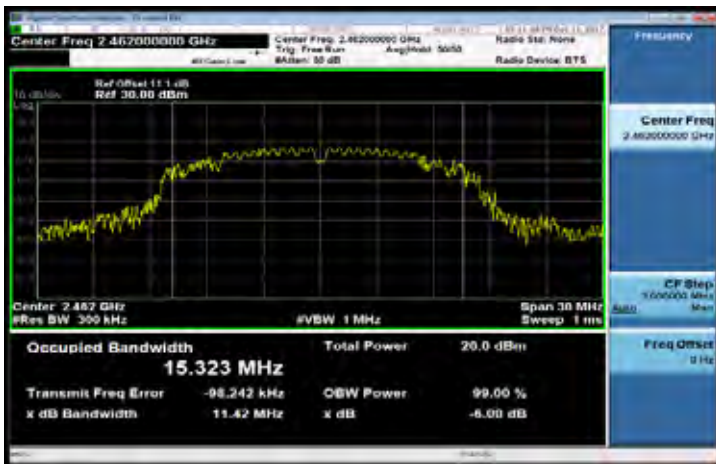 Center Freq 2.462000000 GHz
Center Freq: 2.462000000 GHz
Trig: Free Run
Avg|Hold: 50/50
#Atten: 30 dB
Radio Std: None
Radio Device: BTS
Ref Offset 11.1 dB
Ref 30.00 dBm
10 dB/div
Log
Center 2.462 GHz
Span 30 MHz
#Res BW 300 kHz
#VBW 1 MHz
Sweep 1 ms
Occupied Bandwidth
15.323 MHz
Total Power
20.0 dBm
Transmit Freq Error
-98.242 kHz
OBW Power
99.00 %
x dB Bandwidth
11.42 MHz
x dB
-6.00 dB
Frequency
Center Freq
2.462000000 GHz
CF Step
3.000000 MHz
Auto
Man
Freq Offset
0 Hz